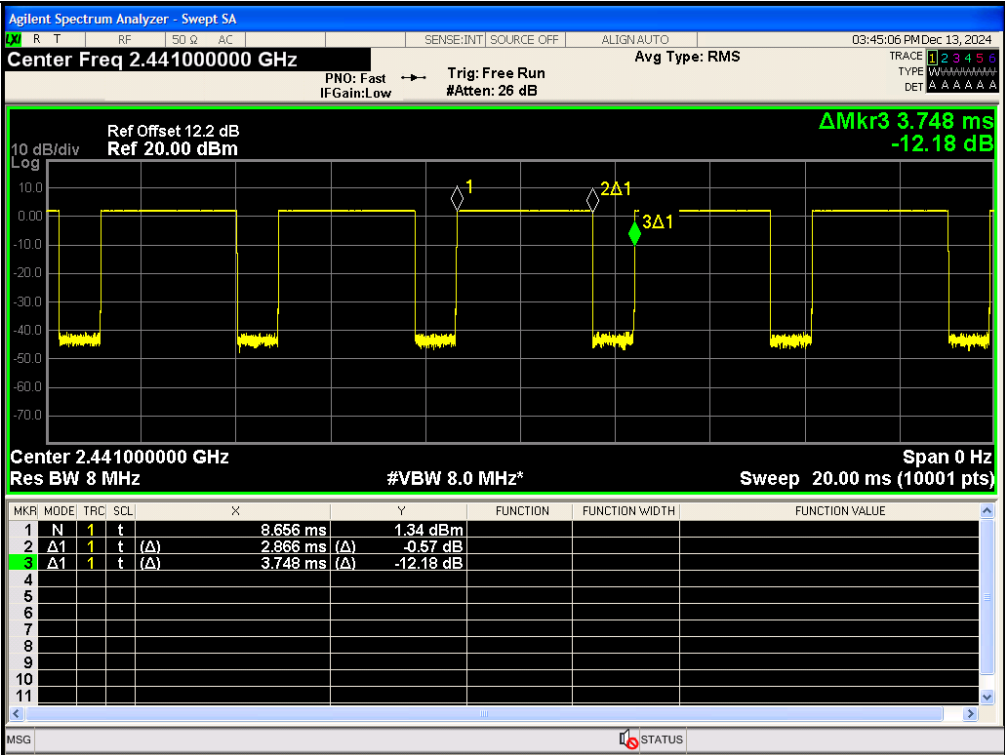 Agilent Spectrum Analyzer - Swept SA
LXI R T RF 50 Ω AC SENSE:INT SOURCE OFF ALIGN AUTO 03:45:06 PM Dec 13, 2024
Center Freq 2.441000000 GHz
PNO: Fast
IFGain:Low
Trig: Free Run
#Atten: 26 dB
Avg Type: RMS
TRACE 1 2 3 4 5 6
TYPE WWWWWW
DET A A A A A A
ΔMkr3 3.748 ms
-12.18 dB
Ref Offset 12.2 dB
10 dB/div Ref 20.00 dBm
Log
10.0
0.00
-10.0
-20.0
-30.0
-40.0
-50.0
-60.0
-70.0
1
2Δ1
3Δ1
Center 2.441000000 GHz Span 0 Hz
Res BW 8 MHz #VBW 8.0 MHz* Sweep 20.00 ms (10001 pts)
MKR MODE TRC SCL X Y FUNCTION FUNCTION WIDTH FUNCTION VALUE
1 N 1 t 8.656 ms 1.34 dBm
2 Δ1 1 t (Δ) 2.866 ms (Δ) -0.57 dB
3 Δ1 1 t (Δ) 3.748 ms (Δ) -12.18 dB
4
5
6
7
8
9
10
11
MSG STATUS